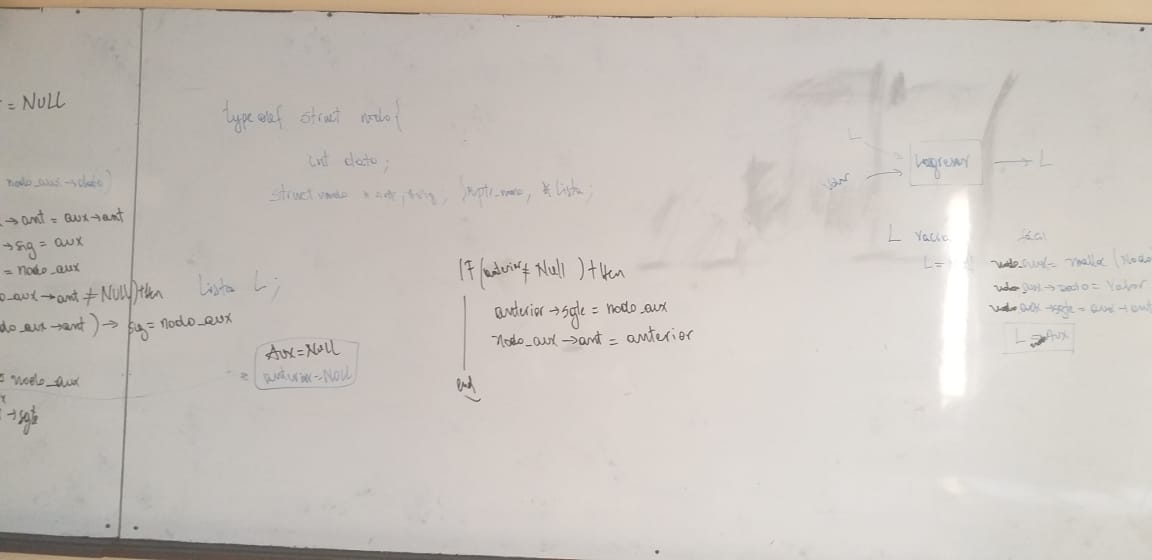 = NULL
nodo_aux → dato)
→ ant = aux → ant
→ sig = aux
= nodo_aux
o_aux → ant ≠ NULL) then
do_aux → ant) → sig = nodo_aux
= nodo_aux
→ sgte
typedef struct nodo{
int dato;
struct nodo * ant, *sig; }*ptr_nodo, * Lista;
Lista L;
Aux = NULL
anterior = NULL
If (anterior ≠ Null) then
anterior → sgte = nodo_aux
nodo_aux → ant = anterior
end
L
valor
Ingresar
L
L vacia
L =
nodo_aux = malloc (Nodo
nodo_aux → dato = valor
nodo_aux → sgte = aux → ant
L = Aux